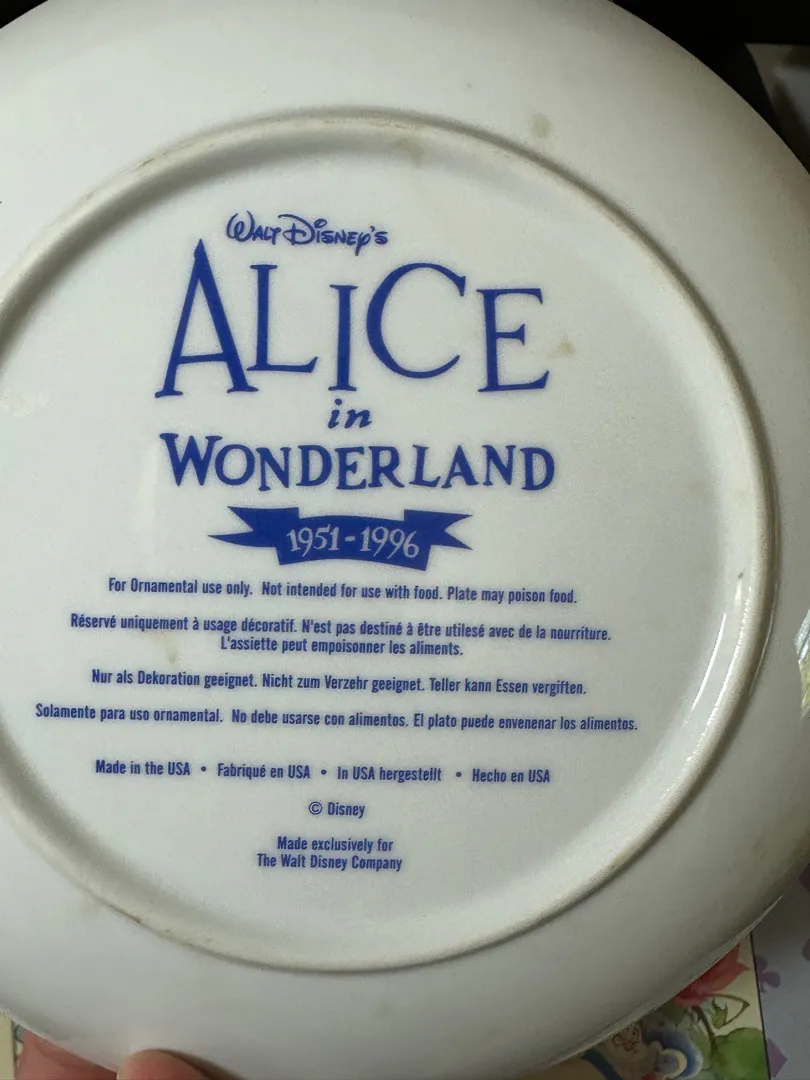 Walt Disney's
ALICE
in
WONDERLAND
1951-1996
For Ornamental use only. Not intended for use with food. Plate may poison food.
Réservé uniquement à usage décoratif. N'est pas destiné à être utilesé avec de la nourriture.
L'assiette peut empoisonner les aliments.
Nur als Dekoration geeignet. Nicht zum Verzehr geeignet. Teller kann Essen vergiften.
Solamente para uso ornamental. No debe usarse con alimentos. El plato puede envenenar los alimentos.
Made in the USA • Fabriqué en USA • In USA hergestellt • Hecho en USA
© Disney
Made exclusively for
The Walt Disney Company